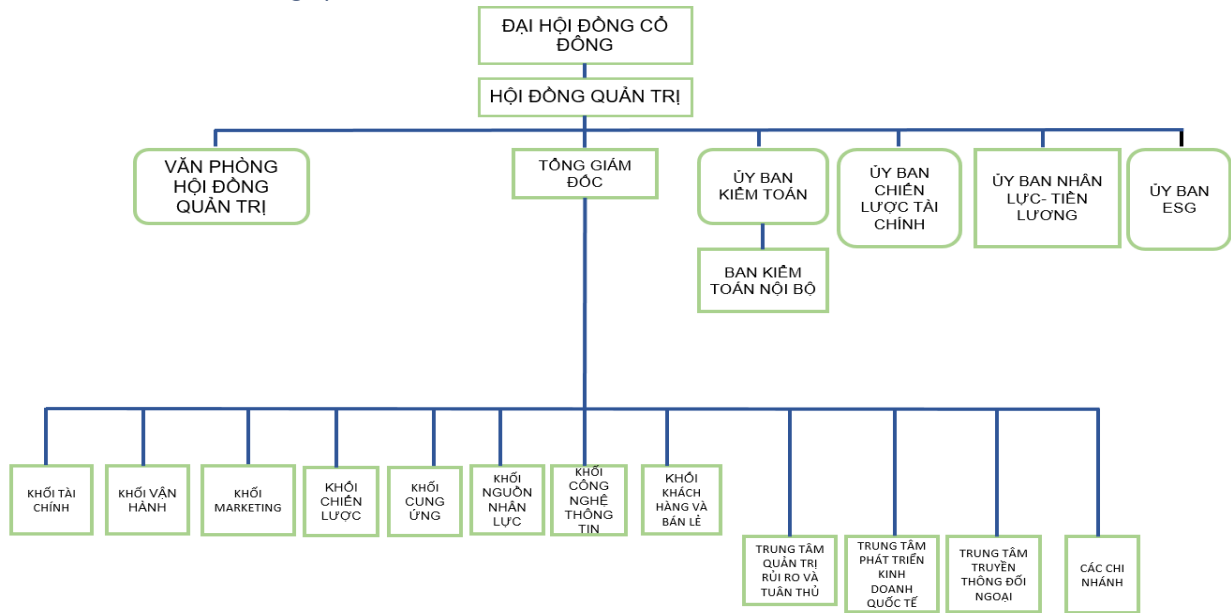 ĐẠI HỘI ĐỒNG CỔ
ĐÔNG
HỘI ĐỒNG QUẢN TRỊ
VĂN PHÒNG
HỘI ĐỒNG
QUẢN TRỊ
TỔNG GIÁM
ĐỐC
ỦY BAN
KIỂM TOÁN
ỦY BAN
CHIẾN
LƯỢC TÀI
CHÍNH
ỦY BAN NHÂN
LỰC- TIỀN
LƯƠNG
ỦY BAN
ESG
BAN KIỂM
TOÁN NỘI BỘ
KHỐI TÀI
CHÍNH
KHỐI VẬN
HÀNH
KHỐI
MARKETING
KHỐI
CHIẾN
LƯỢC
KHỐI
CUNG
ỨNG
KHỐI
NGUỒN
NHÂN
LỰC
KHỐI
CÔNG
NGHỆ
THÔNG
TIN
KHỐI
KHÁCH
HÀNG VÀ
BÁN LẺ
TRUNG TÂM
QUẢN TRỊ
RỦI RO VÀ
TUÂN THỦ
TRUNG TÂM
PHÁT TRIỂN
KINH
DOANH
QUỐC TẾ
TRUNG TÂM
TRUYỀN
THÔNG ĐỐI
NGOẠI
CÁC CHI
NHÁNH